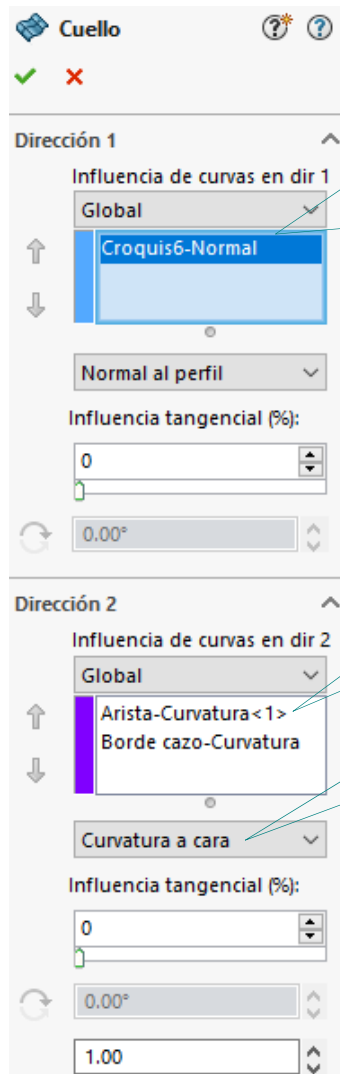 Cuello
Dirección 1
Influencia de curvas en dir 1
Global
Croquis6-Normal
Normal al perfil
Influencia tangencial (%):
0
0.00°
Dirección 2
Influencia de curvas en dir 2
Global
Arista-Curvatura<1>
Borde cazo-Curvatura
Curvatura a cara
Influencia tangencial (%):
0
0.00°
1.00